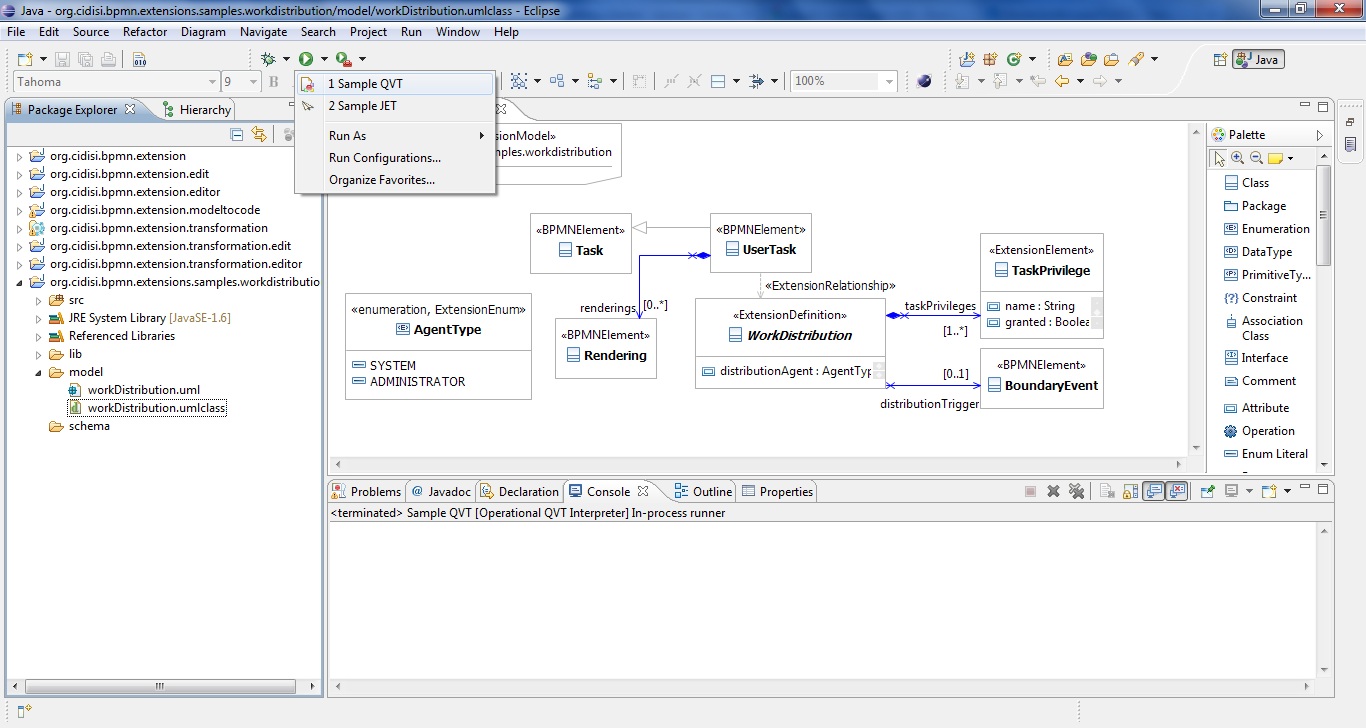 Java - org.cidisi.bpmn.extensions.samples.workdistribution/model/workDistribution.umlclass - Eclipse
File Edit Source Refactor Diagram Navigate Search Project Run Window Help
Java
Tahoma 9 B 100%
1 Sample QVT
2 Sample JET
Run As
Run Configurations...
Organize Favorites...
Package Explorer Hierarchy
org.cidisi.bpmn.extension
org.cidisi.bpmn.extension.edit
org.cidisi.bpmn.extension.editor
org.cidisi.bpmn.extension.modeltocode
org.cidisi.bpmn.extension.transformation
org.cidisi.bpmn.extension.transformation.edit
org.cidisi.bpmn.extension.transformation.editor
org.cidisi.bpmn.extensions.samples.workdistributio
src
JRE System Library [JavaSE-1.6]
Referenced Libraries
lib
model
workDistribution.uml
workDistribution.umlclass
schema
sionModel»
mples.workdistribution
«BPMNElement»
Task
«BPMNElement»
UserTask
«ExtensionRelationship»
renderings
[0..*]
«enumeration, ExtensionEnum»
AgentType
SYSTEM
ADMINISTRATOR
«BPMNElement»
Rendering
«ExtensionDefinition»
WorkDistribution
distributionAgent : AgentTyp
taskPrivileges
[1..*]
«ExtensionElement»
TaskPrivilege
name : String
granted : Boolea
[0..1]
distributionTrigger
«BPMNElement»
BoundaryEvent
Palette
Class
Package
Enumeration
DataType
PrimitiveTy...
Constraint
Association
Class
Interface
Comment
Attribute
Operation
Enum Literal
Problems Javadoc Declaration Console Outline Properties
<terminated> Sample QVT [Operational QVT Interpreter] In-process runner